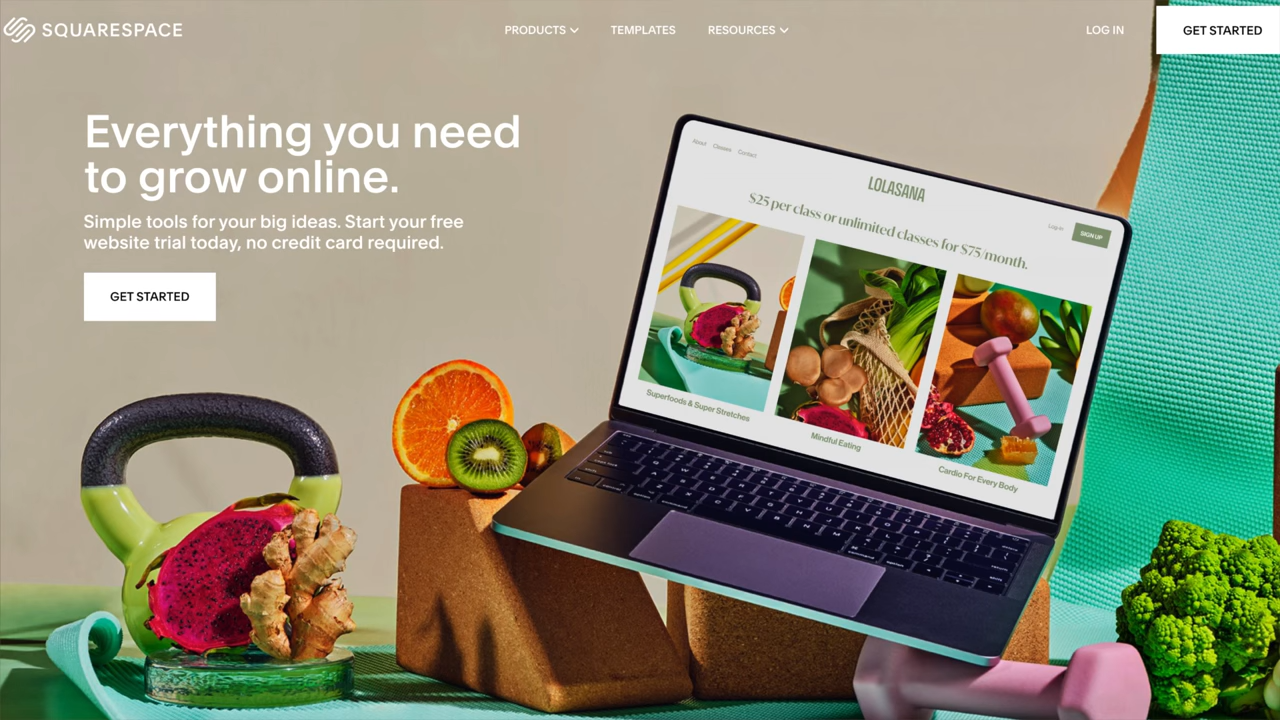 SQUARESPACE
PRODUCTS
TEMPLATES
RESOURCES
LOG IN
GET STARTED
Everything you need
to grow online.
Simple tools for your big ideas. Start your free
website trial today, no credit card required.
GET STARTED
About Classes Contact
LOLASANA
Log In
SIGN UP
$25 per class or unlimited classes for $75/month.
Superfoods & Super Stretches
Mindful Eating
Cardio For Every Body